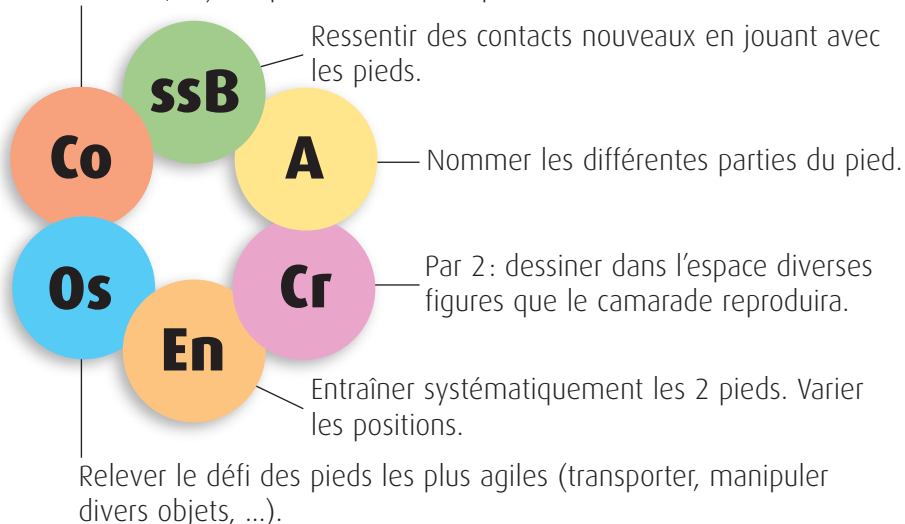 Ressentir des contacts nouveaux en jouant avec
les pieds.
ssB
Co
A
Nommer les différentes parties du pied.
Os
Cr
Par 2 : dessiner dans l’espace diverses
figures que le camarade reproduira.
En
Entraîner systématiquement les 2 pieds. Varier
les positions.
Relever le défi des pieds les plus agiles (transporter, manipuler
divers objets, ...).